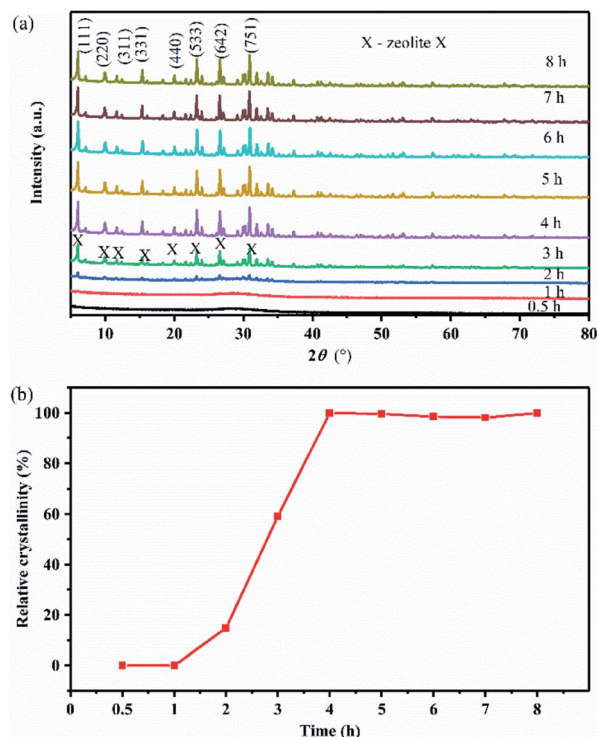 (a)
(111)
(220)
(311)
(331)
(440)
(533)
(642)
(751)
X - zeolite X
8 h
7 h
6 h
5 h
4 h
3 h
2 h
1 h
0.5 h
X X X X X X X X
Intensity (a.u.)
10 20 30 40 50 60 70 80
2θ (°)
(b)
100
80
60
40
20
0
Relative crystallinity (%)
0 0.5 1 2 3 4 5 6 7 8
Time (h)